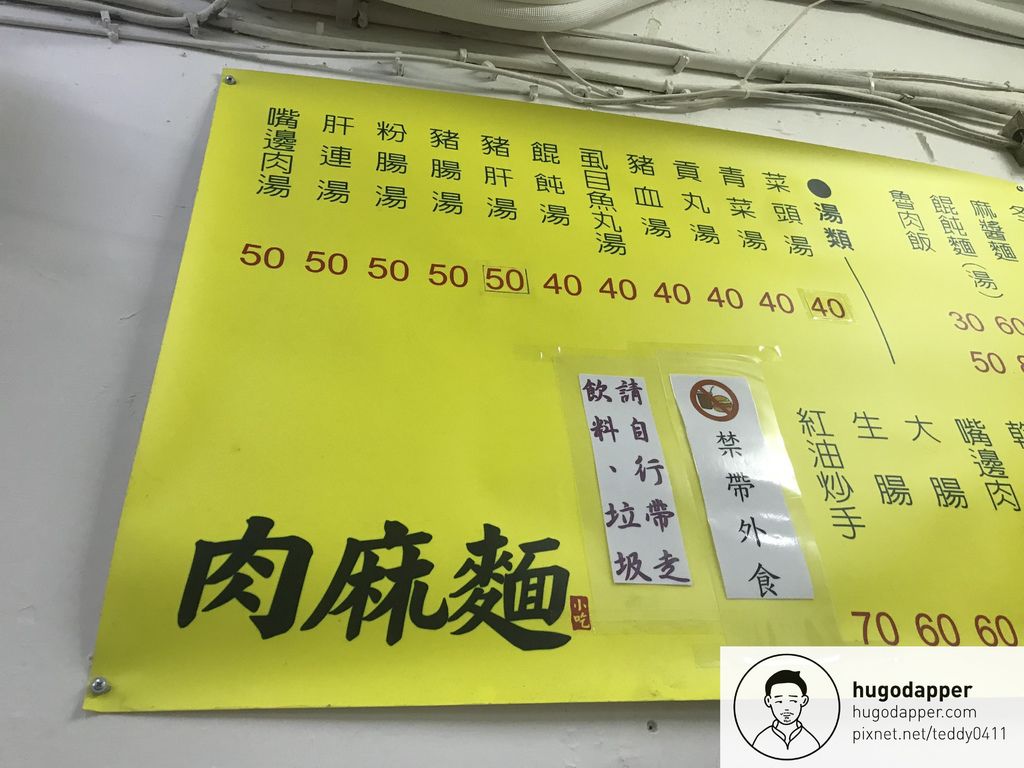 麻醬麵
餛飩麵(湯)
魯肉飯
30 60
50
●湯類
菜頭湯 40
青菜湯 40
貢丸湯 40
豬血湯 40
虱目魚丸湯 40
餛飩湯 40
豬肝湯 50
豬腸湯 50
粉腸湯 50
肝連湯 50
嘴邊肉湯 50
嘴邊肉 60
大腸 60
生腸 70
紅油炒手
禁帶外食
請自行帶走
飲料、垃圾
肉麻麵
小吃
hugodapper
hugodapper.com
pixnet.net/teddy0411